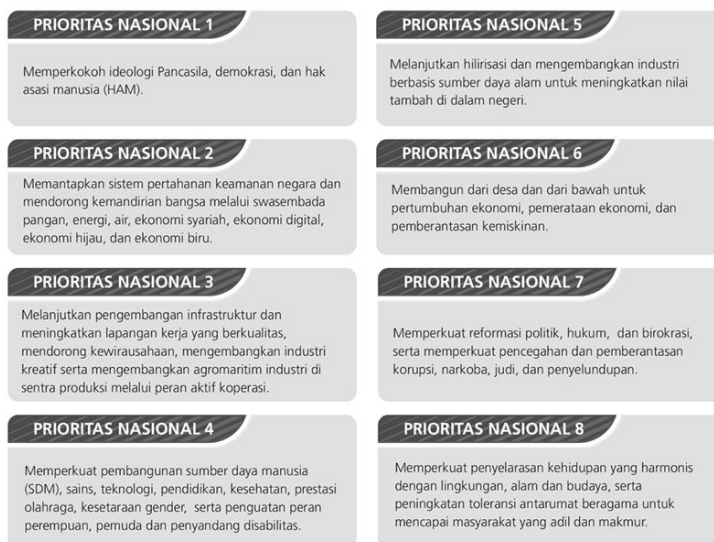 PRIORITAS NASIONAL 1
Memperkokoh ideologi Pancasila, demokrasi, dan hak
asasi manusia (HAM).
PRIORITAS NASIONAL 2
Memantapkan sistem pertahanan keamanan negara dan
mendorong kemandirian bangsa melalui swasembada
pangan, energi, air, ekonomi syariah, ekonomi digital,
ekonomi hijau, dan ekonomi biru.
PRIORITAS NASIONAL 3
Melanjutkan pengembangan infrastruktur dan
meningkatkan lapangan kerja yang berkualitas,
mendorong kewirausahaan, mengembangkan industri
kreatif serta mengembangkan agromaritim industri di
sentra produksi melalui peran aktif koperasi.
PRIORITAS NASIONAL 4
Memperkuat pembangunan sumber daya manusia
(SDM), sains, teknologi, pendidikan, kesehatan, prestasi
olahraga, kesetaraan gender, serta penguatan peran
perempuan, pemuda dan penyandang disabilitas.
PRIORITAS NASIONAL 5
Melanjutkan hilirisasi dan mengembangkan industri
berbasis sumber daya alam untuk meningkatkan nilai
tambah di dalam negeri.
PRIORITAS NASIONAL 6
Membangun dari desa dan dari bawah untuk
pertumbuhan ekonomi, pemerataan ekonomi, dan
pemberantasan kemiskinan.
PRIORITAS NASIONAL 7
Memperkuat reformasi politik, hukum, dan birokrasi,
serta memperkuat pencegahan dan pemberantasan
korupsi, narkoba, judi, dan penyelundupan.
PRIORITAS NASIONAL 8
Memperkuat penyelarasan kehidupan yang harmonis
dengan lingkungan, alam dan budaya, serta
peningkatan toleransi antarumat beragama untuk
mencapai masyarakat yang adil dan makmur.